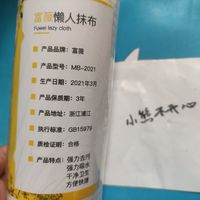 富薇懒人抹布
Fuwei lazy cloth
产品品牌：富薇
产品型号：MB-2021
生产日期：2021年3月
产品保质期：3年
产品地址：浙江浦江
执行标准：GB15979
质检证明：合格
产品特点：强力去污
强力吸水
干净卫生
方便快捷
小熊不开心